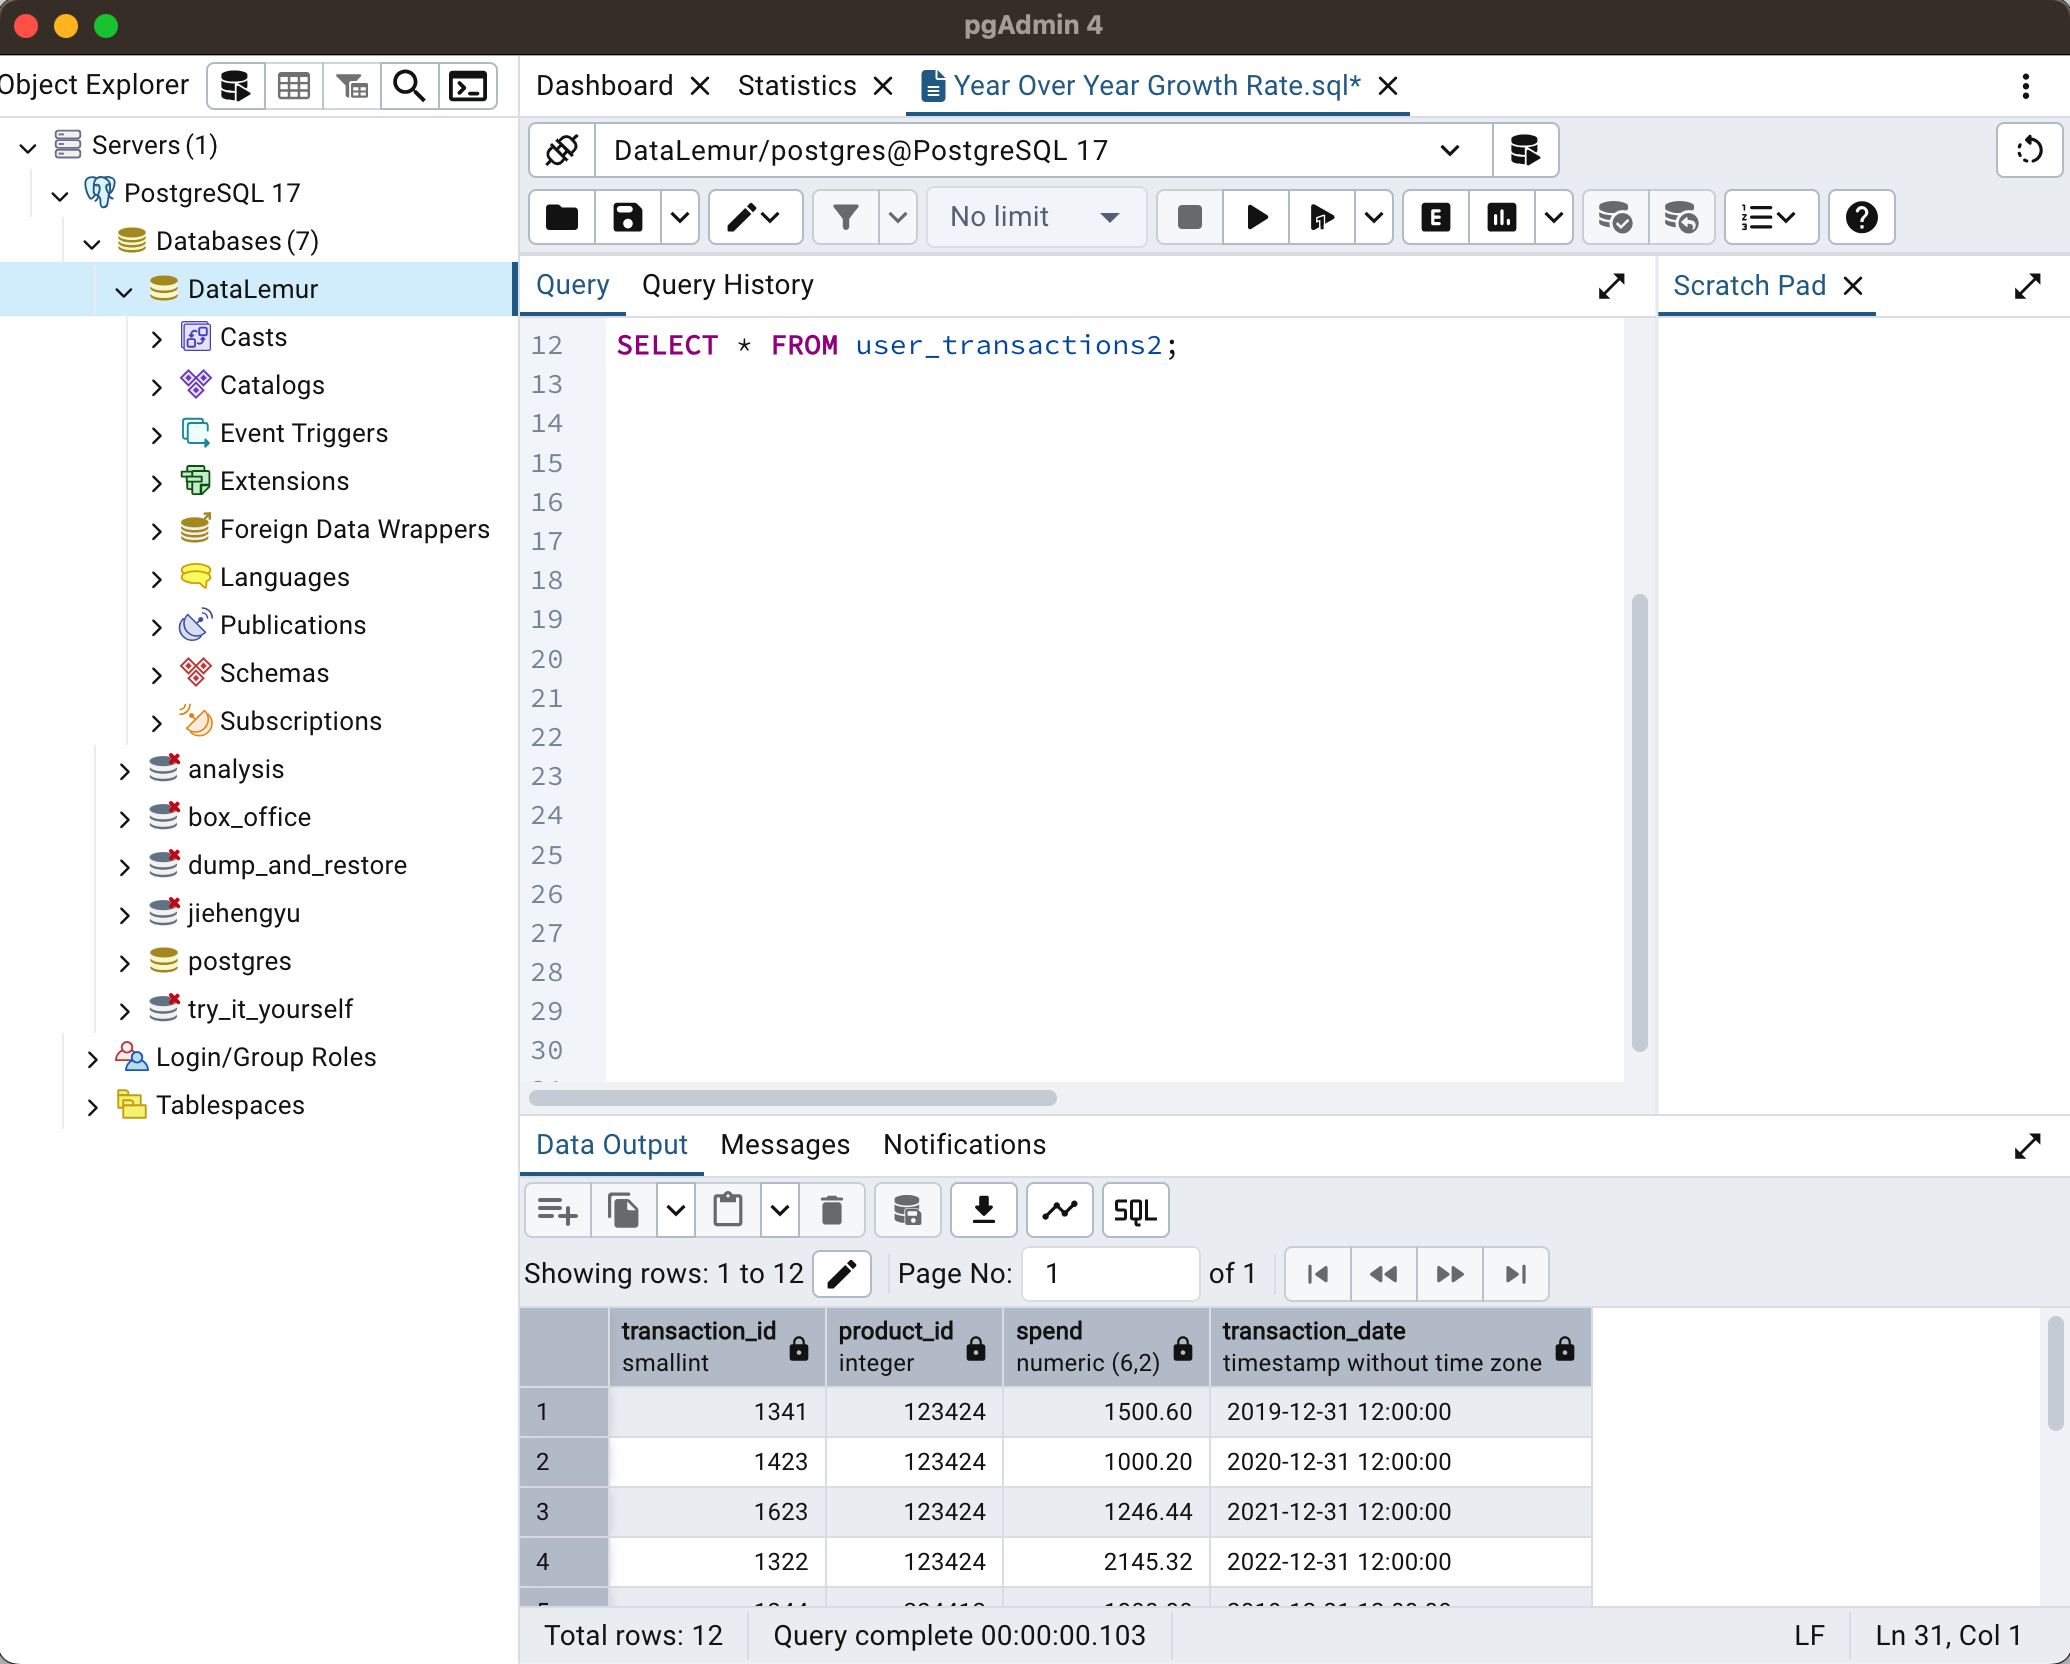 pgAdmin 4
Object Explorer
Dashboard
Statistics
Year Over Year Growth Rate.sql*
Servers (1)
PostgreSQL 17
Databases (7)
DataLemur
Casts
Catalogs
Event Triggers
Extensions
Foreign Data Wrappers
Languages
Publications
Schemas
Subscriptions
analysis
box_office
dump_and_restore
jiehengyu
postgres
try_it_yourself
Login/Group Roles
Tablespaces
DataLemur/postgres@PostgreSQL 17
No limit
E
Query
Query History
Scratch Pad
12 SELECT * FROM user_transactions2;
13
14
15
16
17
18
19
20
21
22
23
24
25
26
27
28
29
30
Data Output
Messages
Notifications
SQL
Showing rows: 1 to 12
Page No: 1 of 1
transaction_id product_id spend transaction_date
smallint integer numeric (6,2) timestamp without time zone
1 1341 123424 1500.60 2019-12-31 12:00:00
2 1423 123424 1000.20 2020-12-31 12:00:00
3 1623 123424 1246.44 2021-12-31 12:00:00
4 1322 123424 2145.32 2022-12-31 12:00:00
Total rows: 12
Query complete 00:00:00.103
LF
Ln 31, Col 1